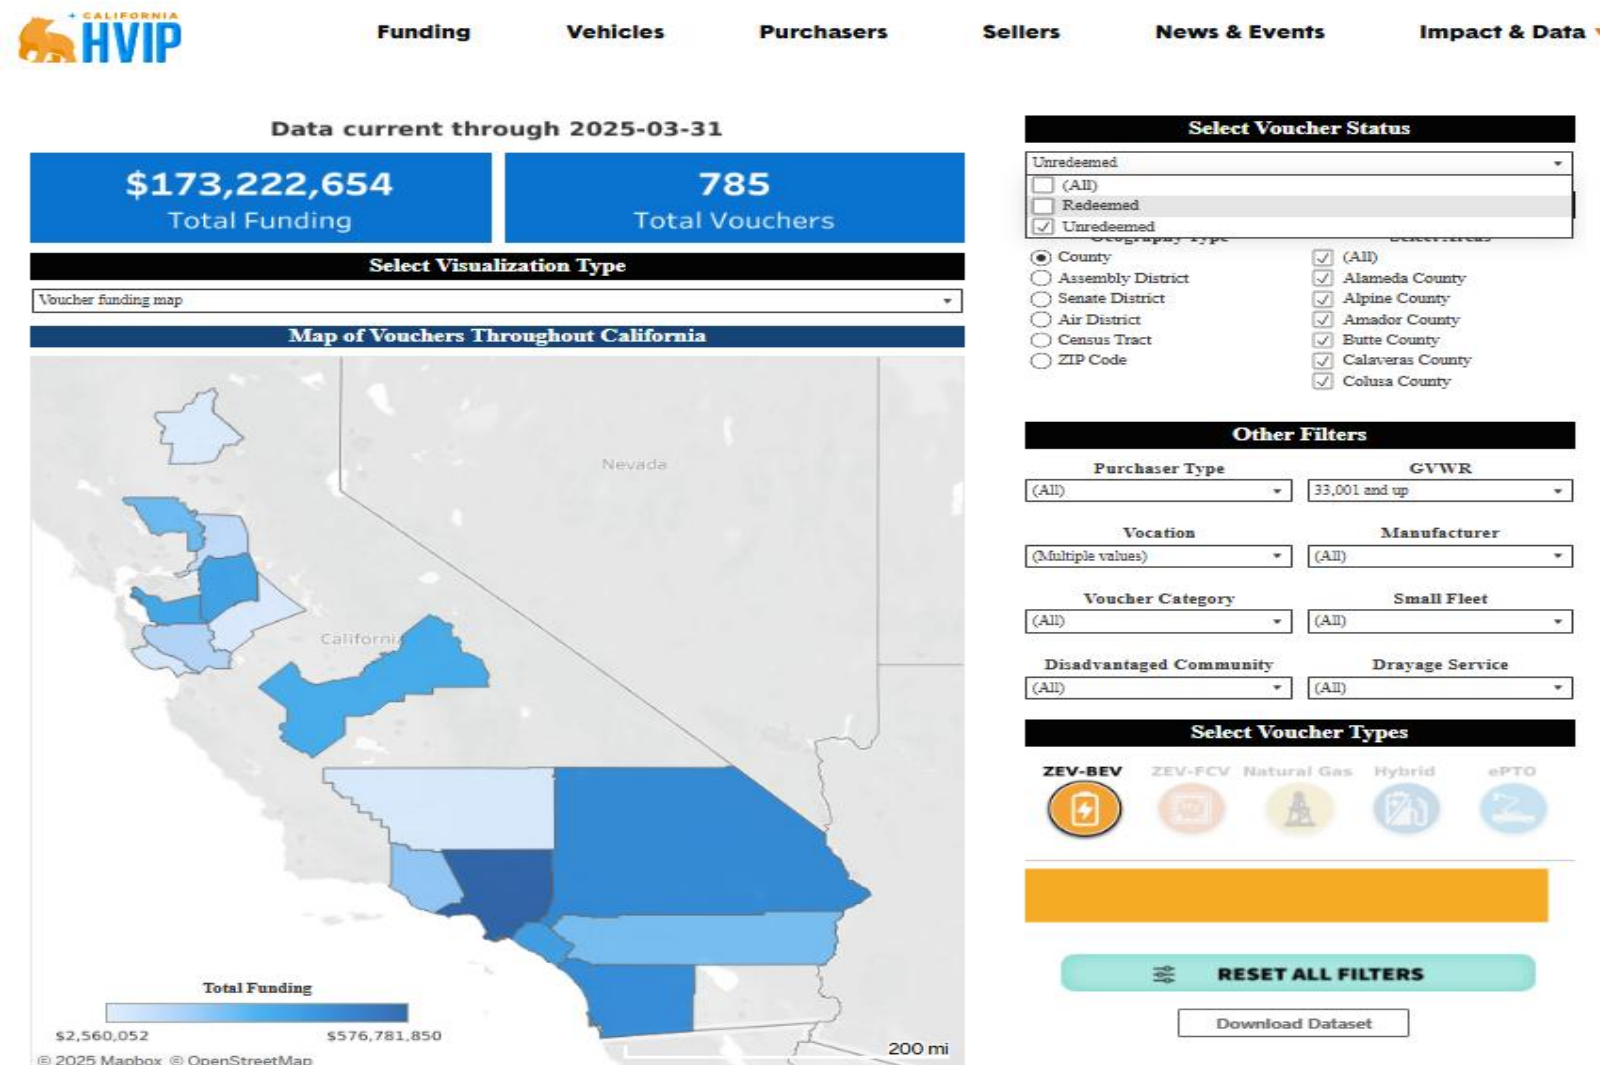 CALIFORNIA
HVIP
Funding
Vehicles
Purchasers
Sellers
News & Events
Impact & Data
Data current through 2025-03-31
$173,222,654
Total Funding
785
Total Vouchers
Select Visualization Type
Voucher funding map
Map of Vouchers Throughout California
Nevada
California
Total Funding
$2,560,052
$576,781,850
200 mi
© 2025 Mapbox © OpenStreetMap
Select Voucher Status
Unredeemed
(All)
Redeemed
Unredeemed
Geography Type
Select Areas
County
Assembly District
Senate District
Air District
Census Tract
ZIP Code
(All)
Alameda County
Alpine County
Amador County
Butte County
Calaveras County
Colusa County
Other Filters
Purchaser Type
(All)
GVWR
33,001 and up
Vocation
(Multiple values)
Manufacturer
(All)
Voucher Category
(All)
Small Fleet
(All)
Disadvantaged Community
(All)
Drayage Service
(All)
Select Voucher Types
ZEV-BEV
ZEV-FCV
Natural Gas
Hybrid
ePTO
RESET ALL FILTERS
Download Dataset